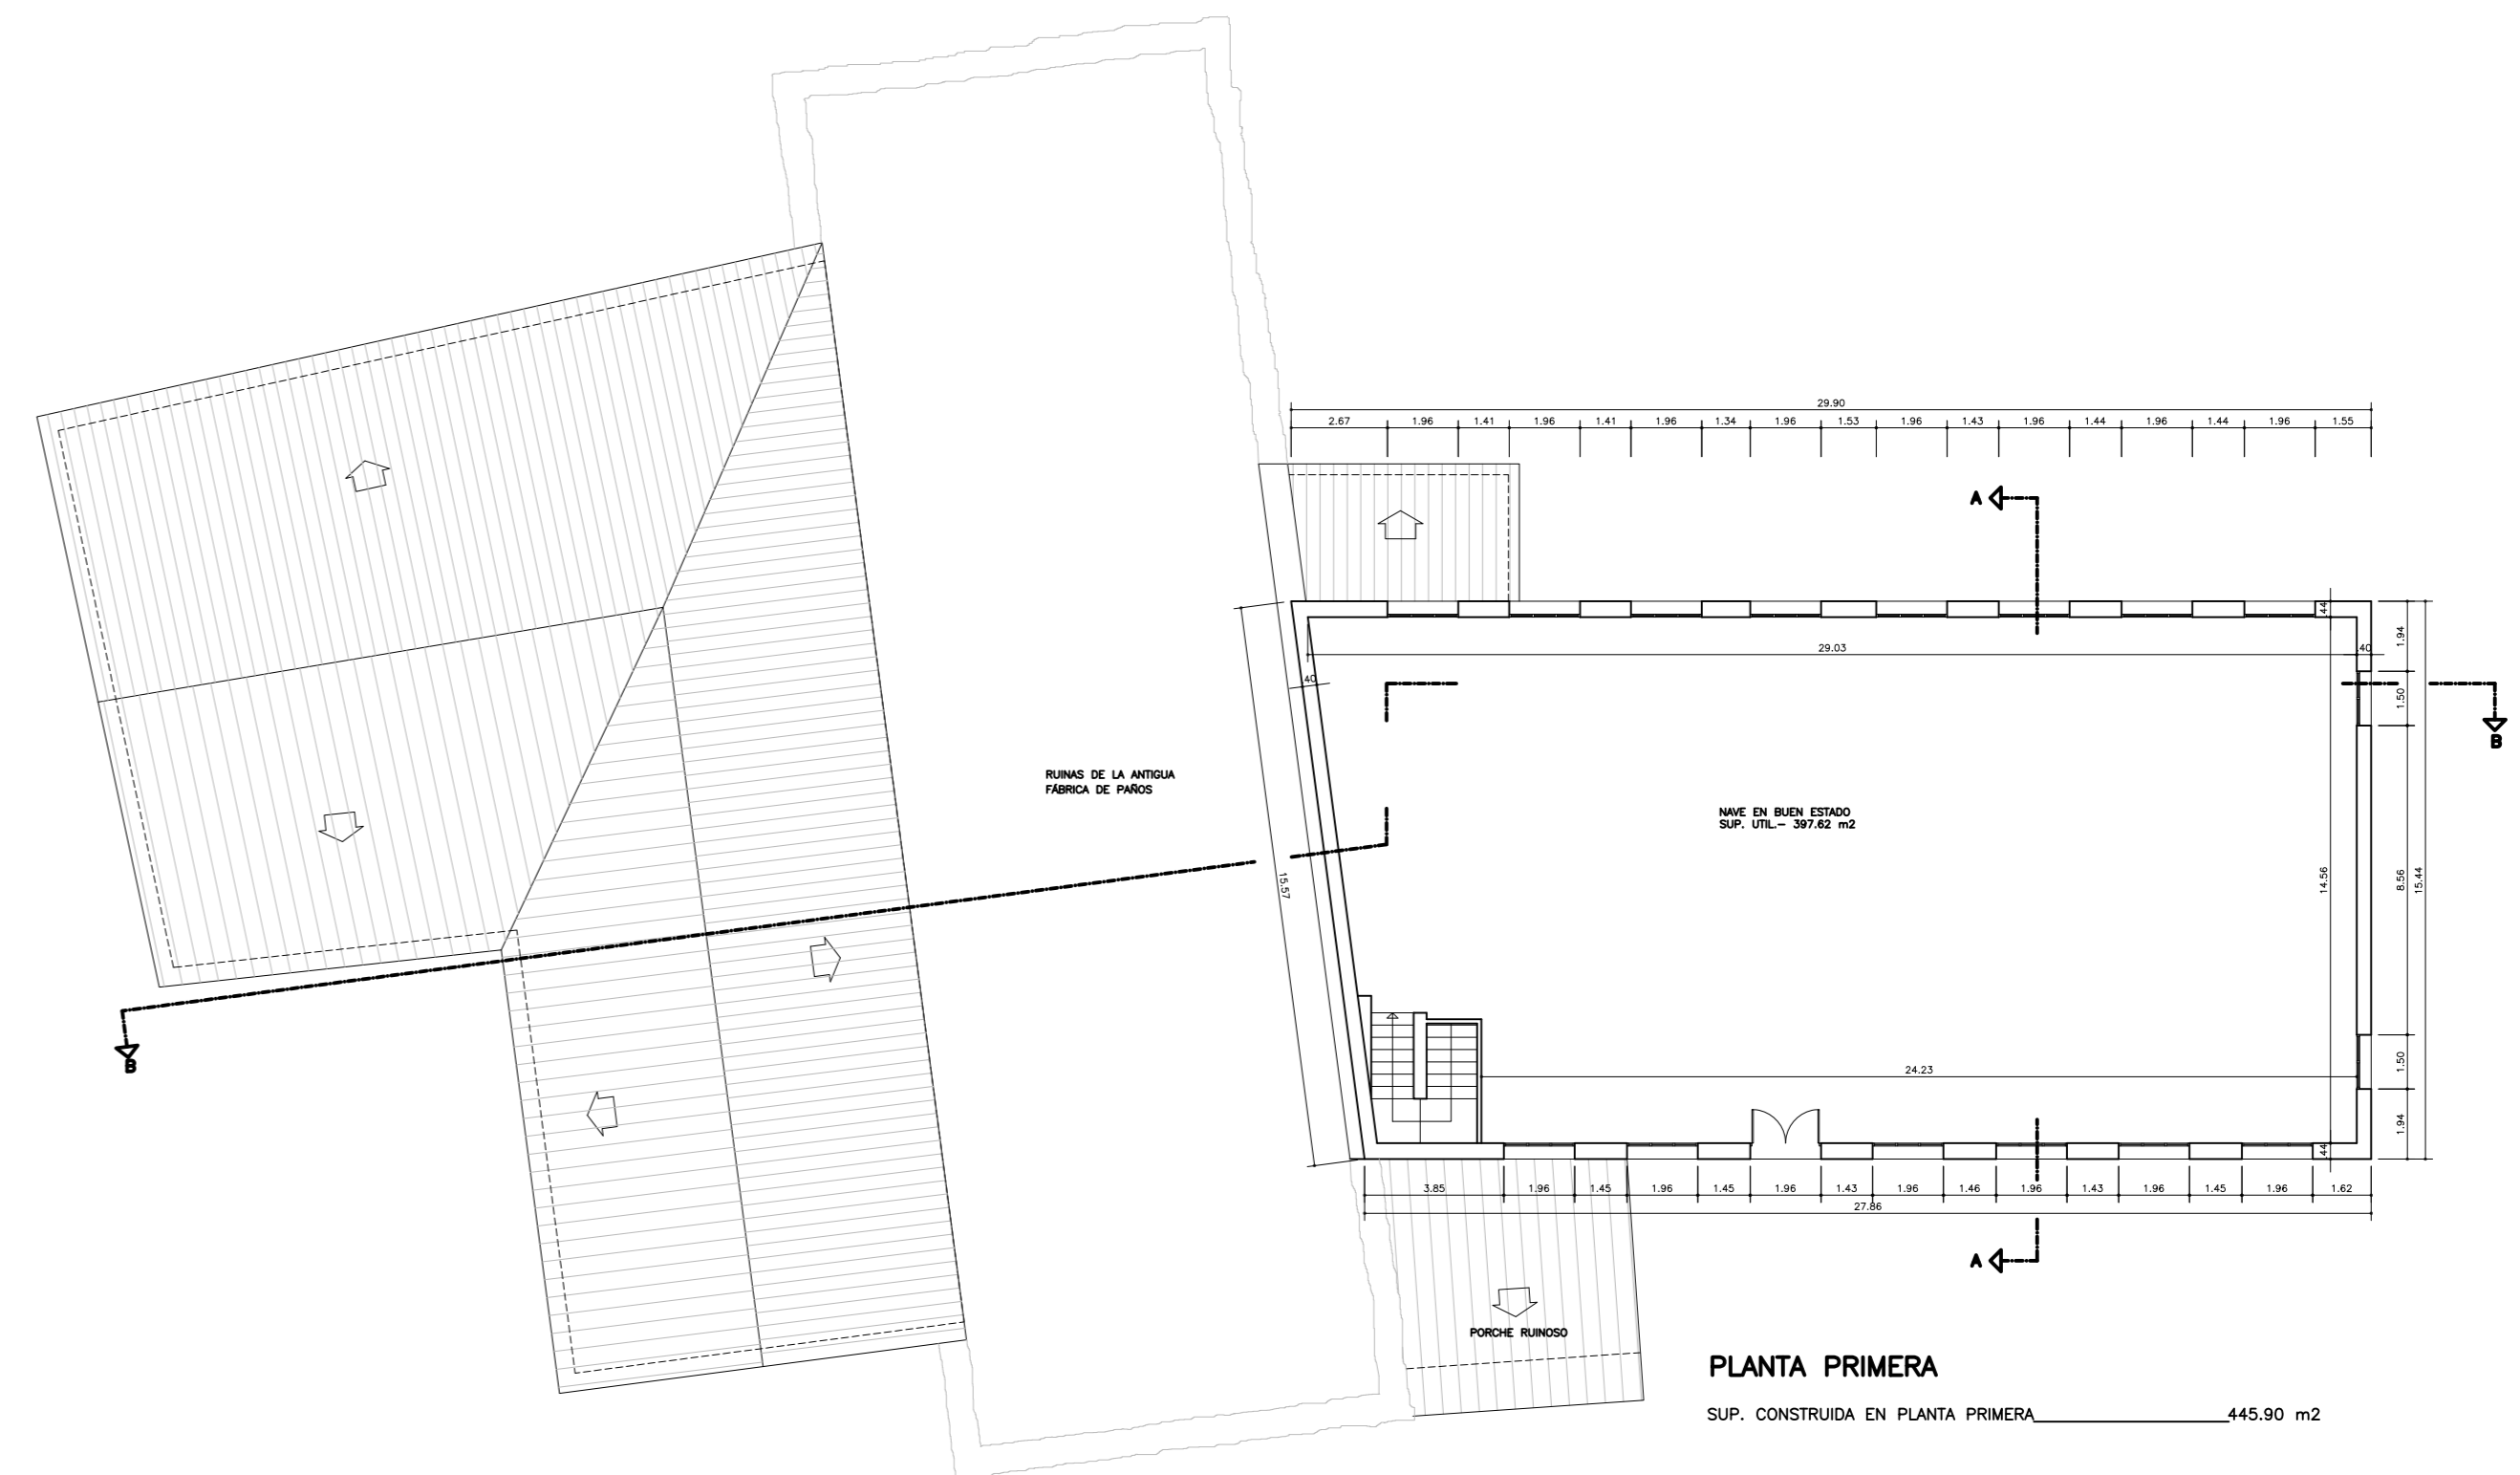 29.90
2.67 1.96 1.41 1.96 1.41 1.96 1.34 1.96 1.53 1.96 1.43 1.96 1.44 1.96 1.44 1.96 1.55
A
.44
29.03
.40
1.94
.40
1.50
B
RUINAS DE LA ANTIGUA
FÁBRICA DE PAÑOS
NAVE EN BUEN ESTADO
SUP. UTIL.- 397.62 m2
15.57
14.56
8.56
15.44
B
24.23
1.50
1.94
.44
3.85 1.96 1.45 1.96 1.45 1.96 1.43 1.96 1.46 1.96 1.43 1.96 1.45 1.96 1.62
27.86
A
PORCHE RUINOSO
PLANTA PRIMERA
SUP. CONSTRUIDA EN PLANTA PRIMERA 445.90 m2